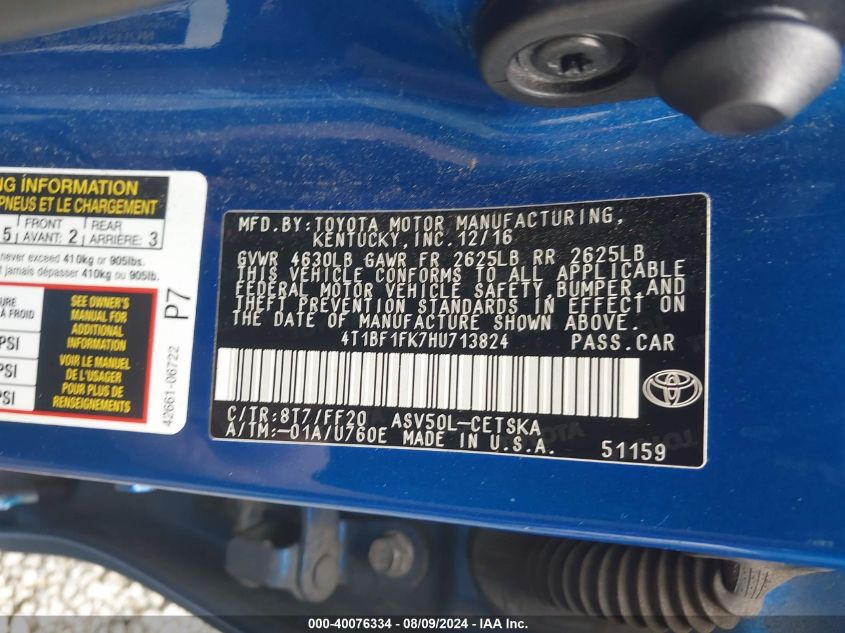 NG INFORMATION
PNEUS ET LE CHARGEMENT
5 FRONT AVANT: 2 REAR ARRIÈRE: 3
never exceed 410kg or 905lbs.
t jamais dépasser 410kg ou 905lb.
SEE OWNER'S
MANUAL FOR
ADDITIONAL
INFORMATION
VOIR LE MANUEL
DE L'USAGER
POUR PLUS DE
RENSEIGNEMENTS
À FROID
PSI
PSI
P7
42661-06722
MFD.BY:TOYOTA MOTOR MANUFACTURING,
KENTUCKY,INC.12/16
GVWR 4630LB GAWR FR 2625LB RR 2625LB
THIS VEHICLE CONFORMS TO ALL APPLICABLE
FEDERAL MOTOR VEHICLE SAFETY BUMPER,AND
THEFT PREVENTION STANDARDS IN EFFECT ON
THE DATE OF MANUFACTURE SHOWN ABOVE.
4T1BF1FK7HU713824 PASS.CAR
C/TR:8T7/FF20 ASV50L-CETSKA
A/TM:-01A/U760E MADE IN U.S.A.
51159
000-40076334 - 08/09/2024 - IAA Inc.